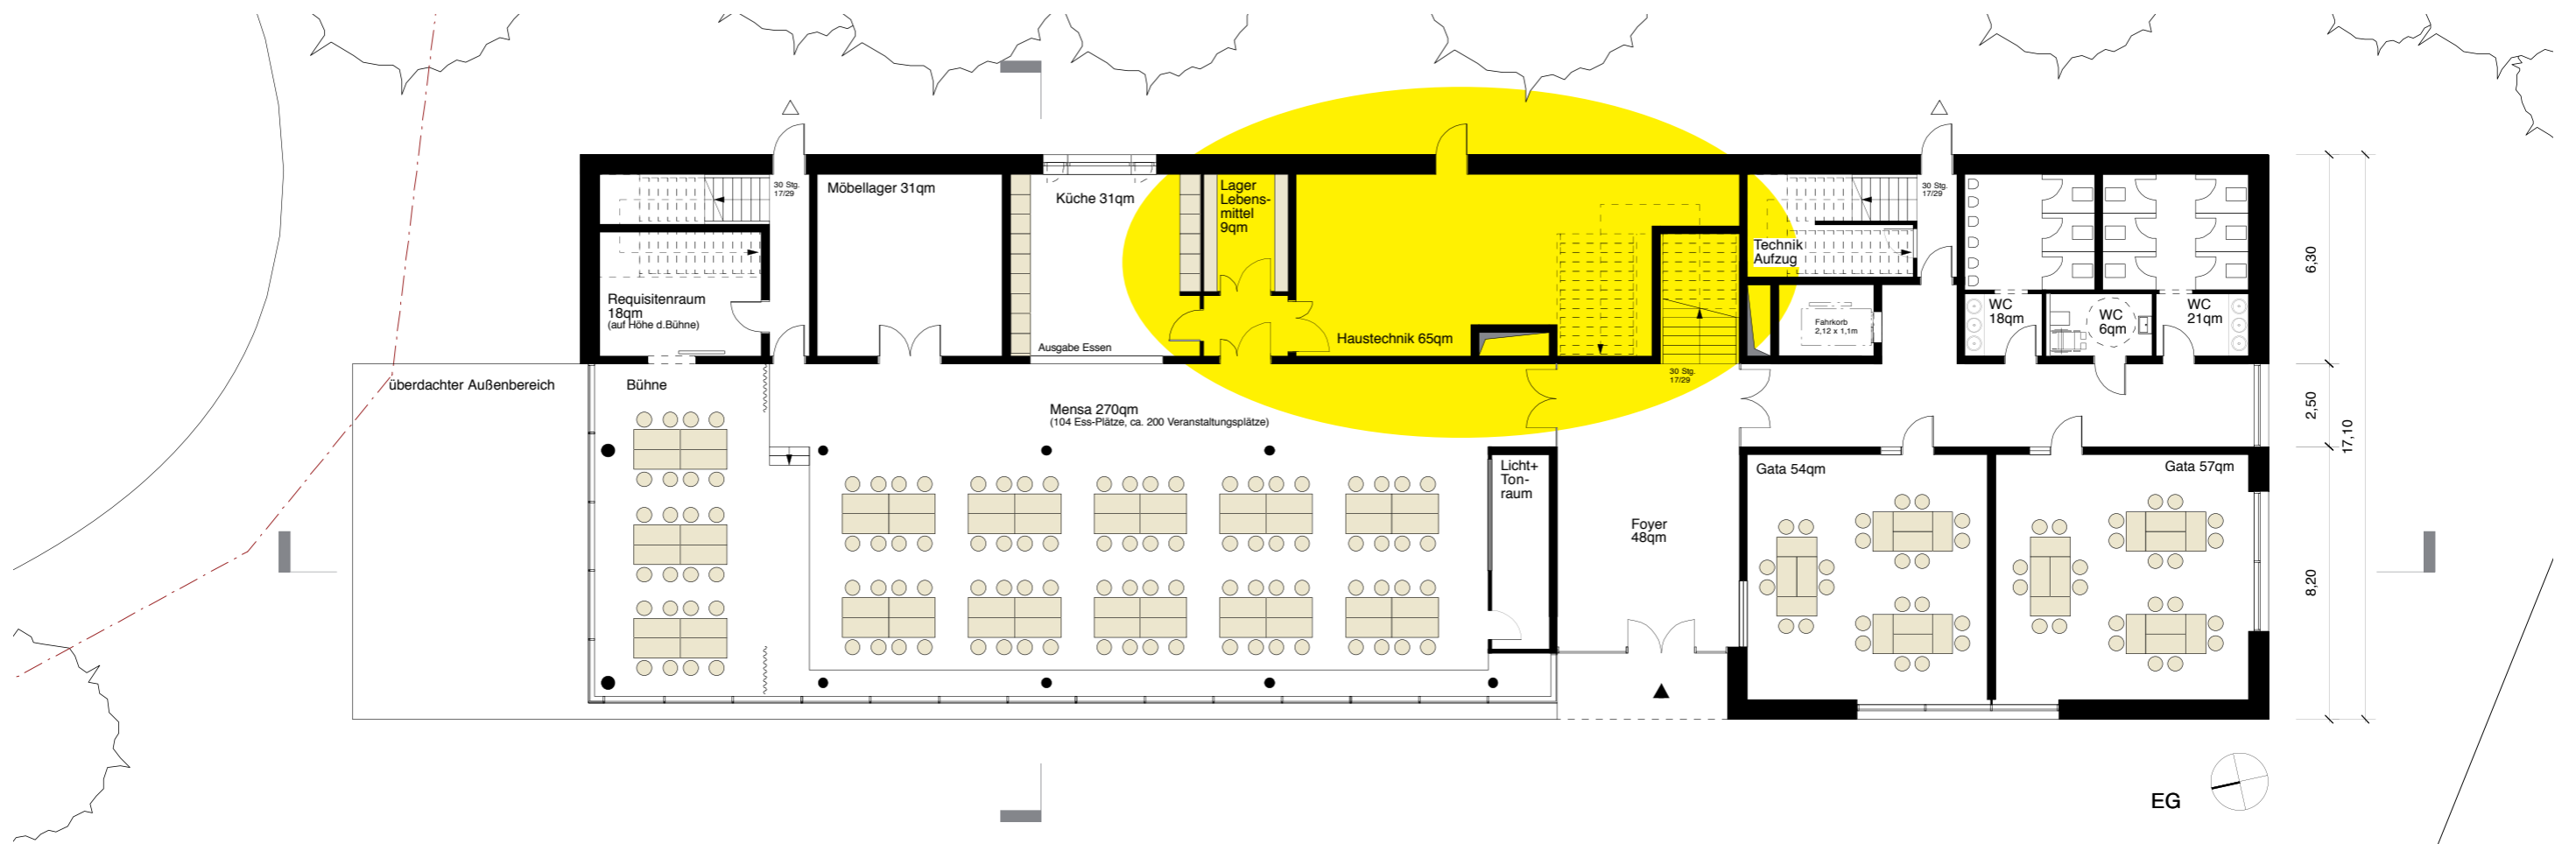 30 Stg.
17/29
Möbellager 31qm
Küche 31qm
Lager
Lebens-
mittel
9qm
30 Stg.
17/29
Technik
Aufzug
Requisitenraum
18qm
(auf Höhe d.Bühne)
Ausgabe Essen
Haustechnik 65qm
Fahrkorb
2,12 x 1,1m
WC
18qm
WC
6qm
WC
21qm
6,30
überdachter Außenbereich
Bühne
30 Stg.
17/29
Mensa 270qm
(104 Ess-Plätze, ca. 200 Veranstaltungsplätze)
2,50
17,10
Licht+
Ton-
raum
Gata 54qm
Gata 57qm
Foyer
48qm
8,20
EG